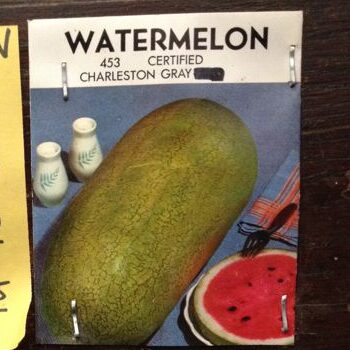 WATERMELON
453 CERTIFIED
CHARLESTON GRAY